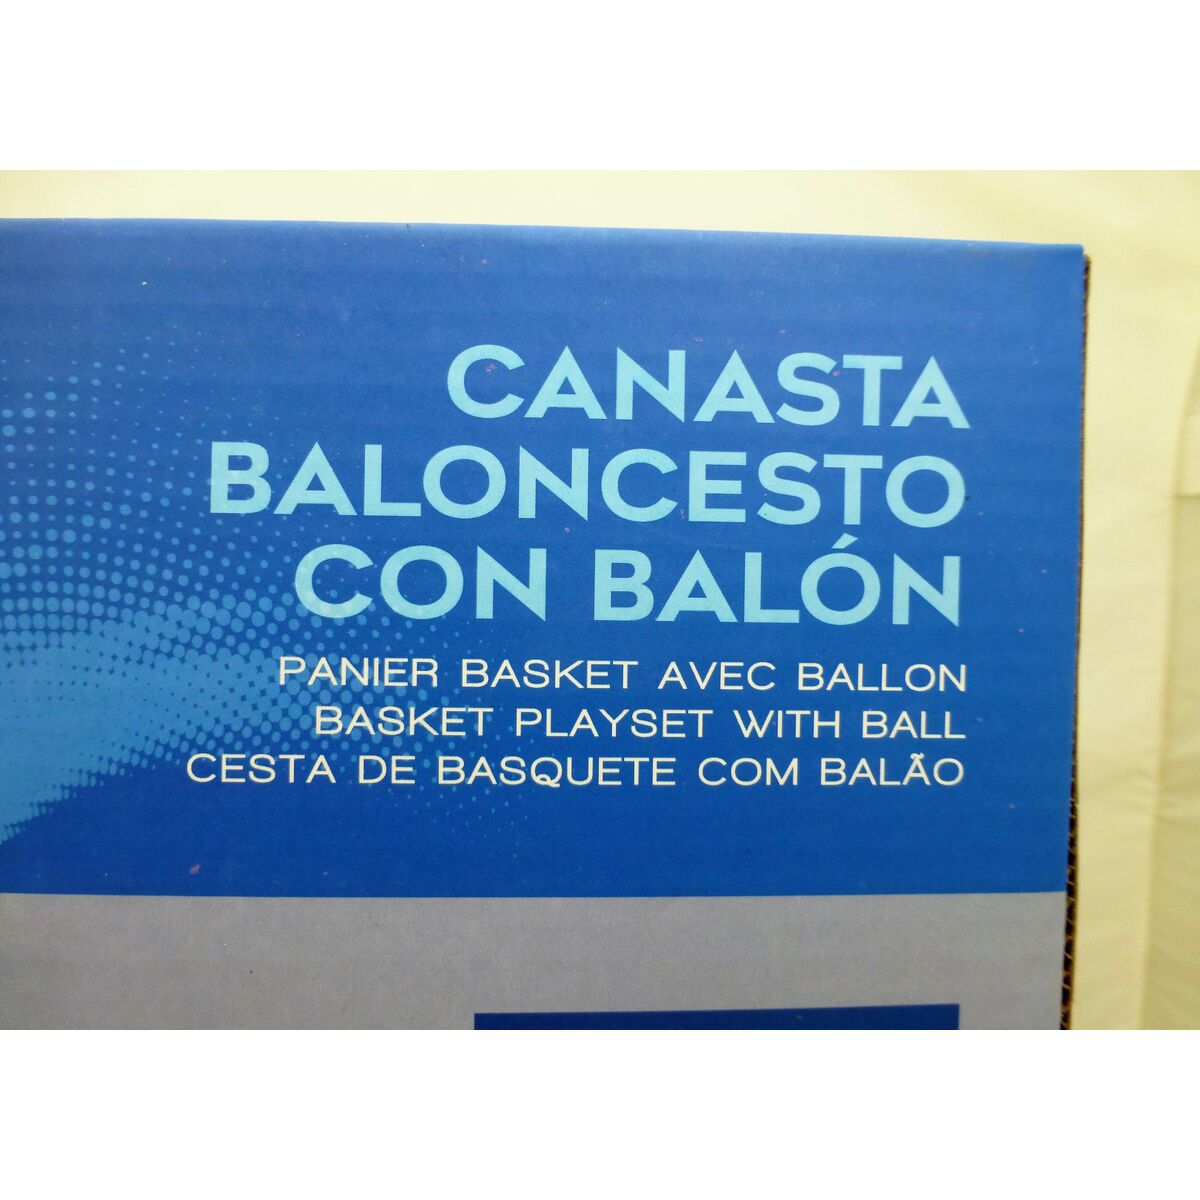 CANASTA
BALONCESTO
CON BALÓN
PANIER BASKET AVEC BALLON
BASKET PLAYSET WITH BALL
CESTA DE BASQUETE COM BALÃO